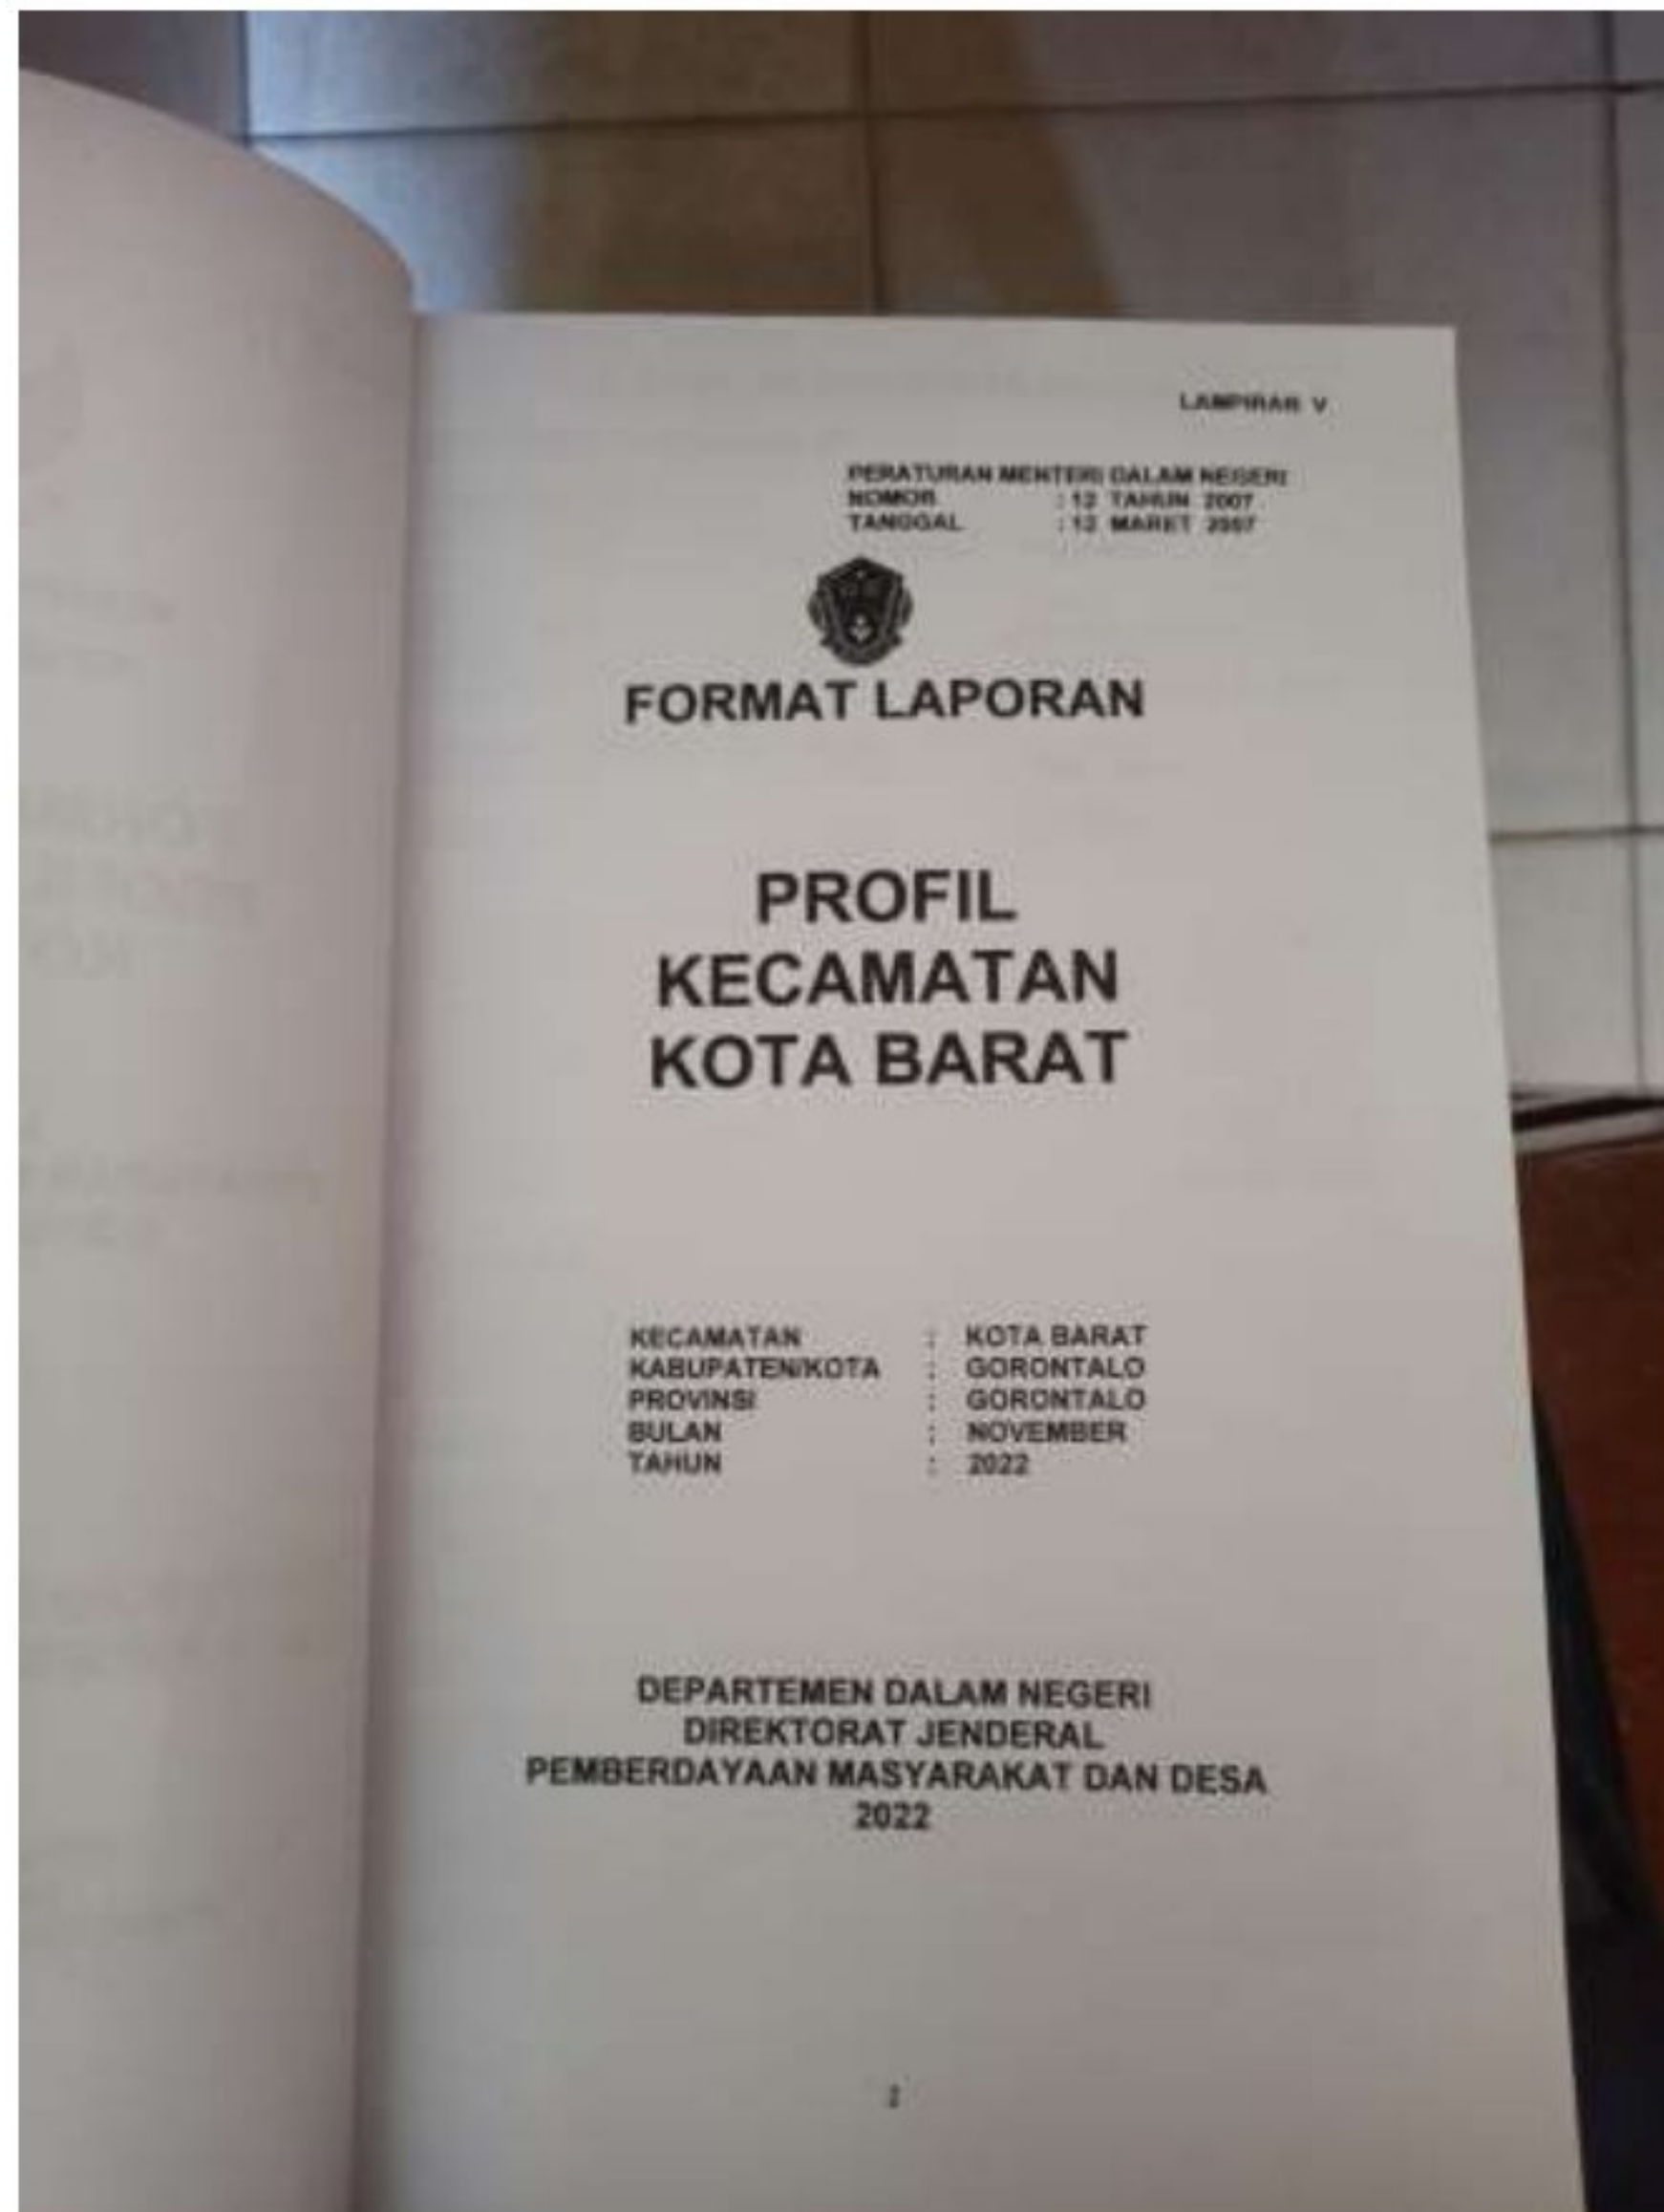 LAMPIRAN V
PERATURAN MENTERI DALAM NEGERI
NOMOR : 12 TAHUN 2007
TANGGAL : 12 MARET 2007
FORMAT LAPORAN
PROFIL
KECAMATAN
KOTA BARAT
KECAMATAN : KOTA BARAT
KABUPATEN/KOTA : GORONTALO
PROVINSI : GORONTALO
BULAN : NOVEMBER
TAHUN : 2022
DEPARTEMEN DALAM NEGERI
DIREKTORAT JENDERAL
PEMBERDAYAAN MASYARAKAT DAN DESA
2022
2